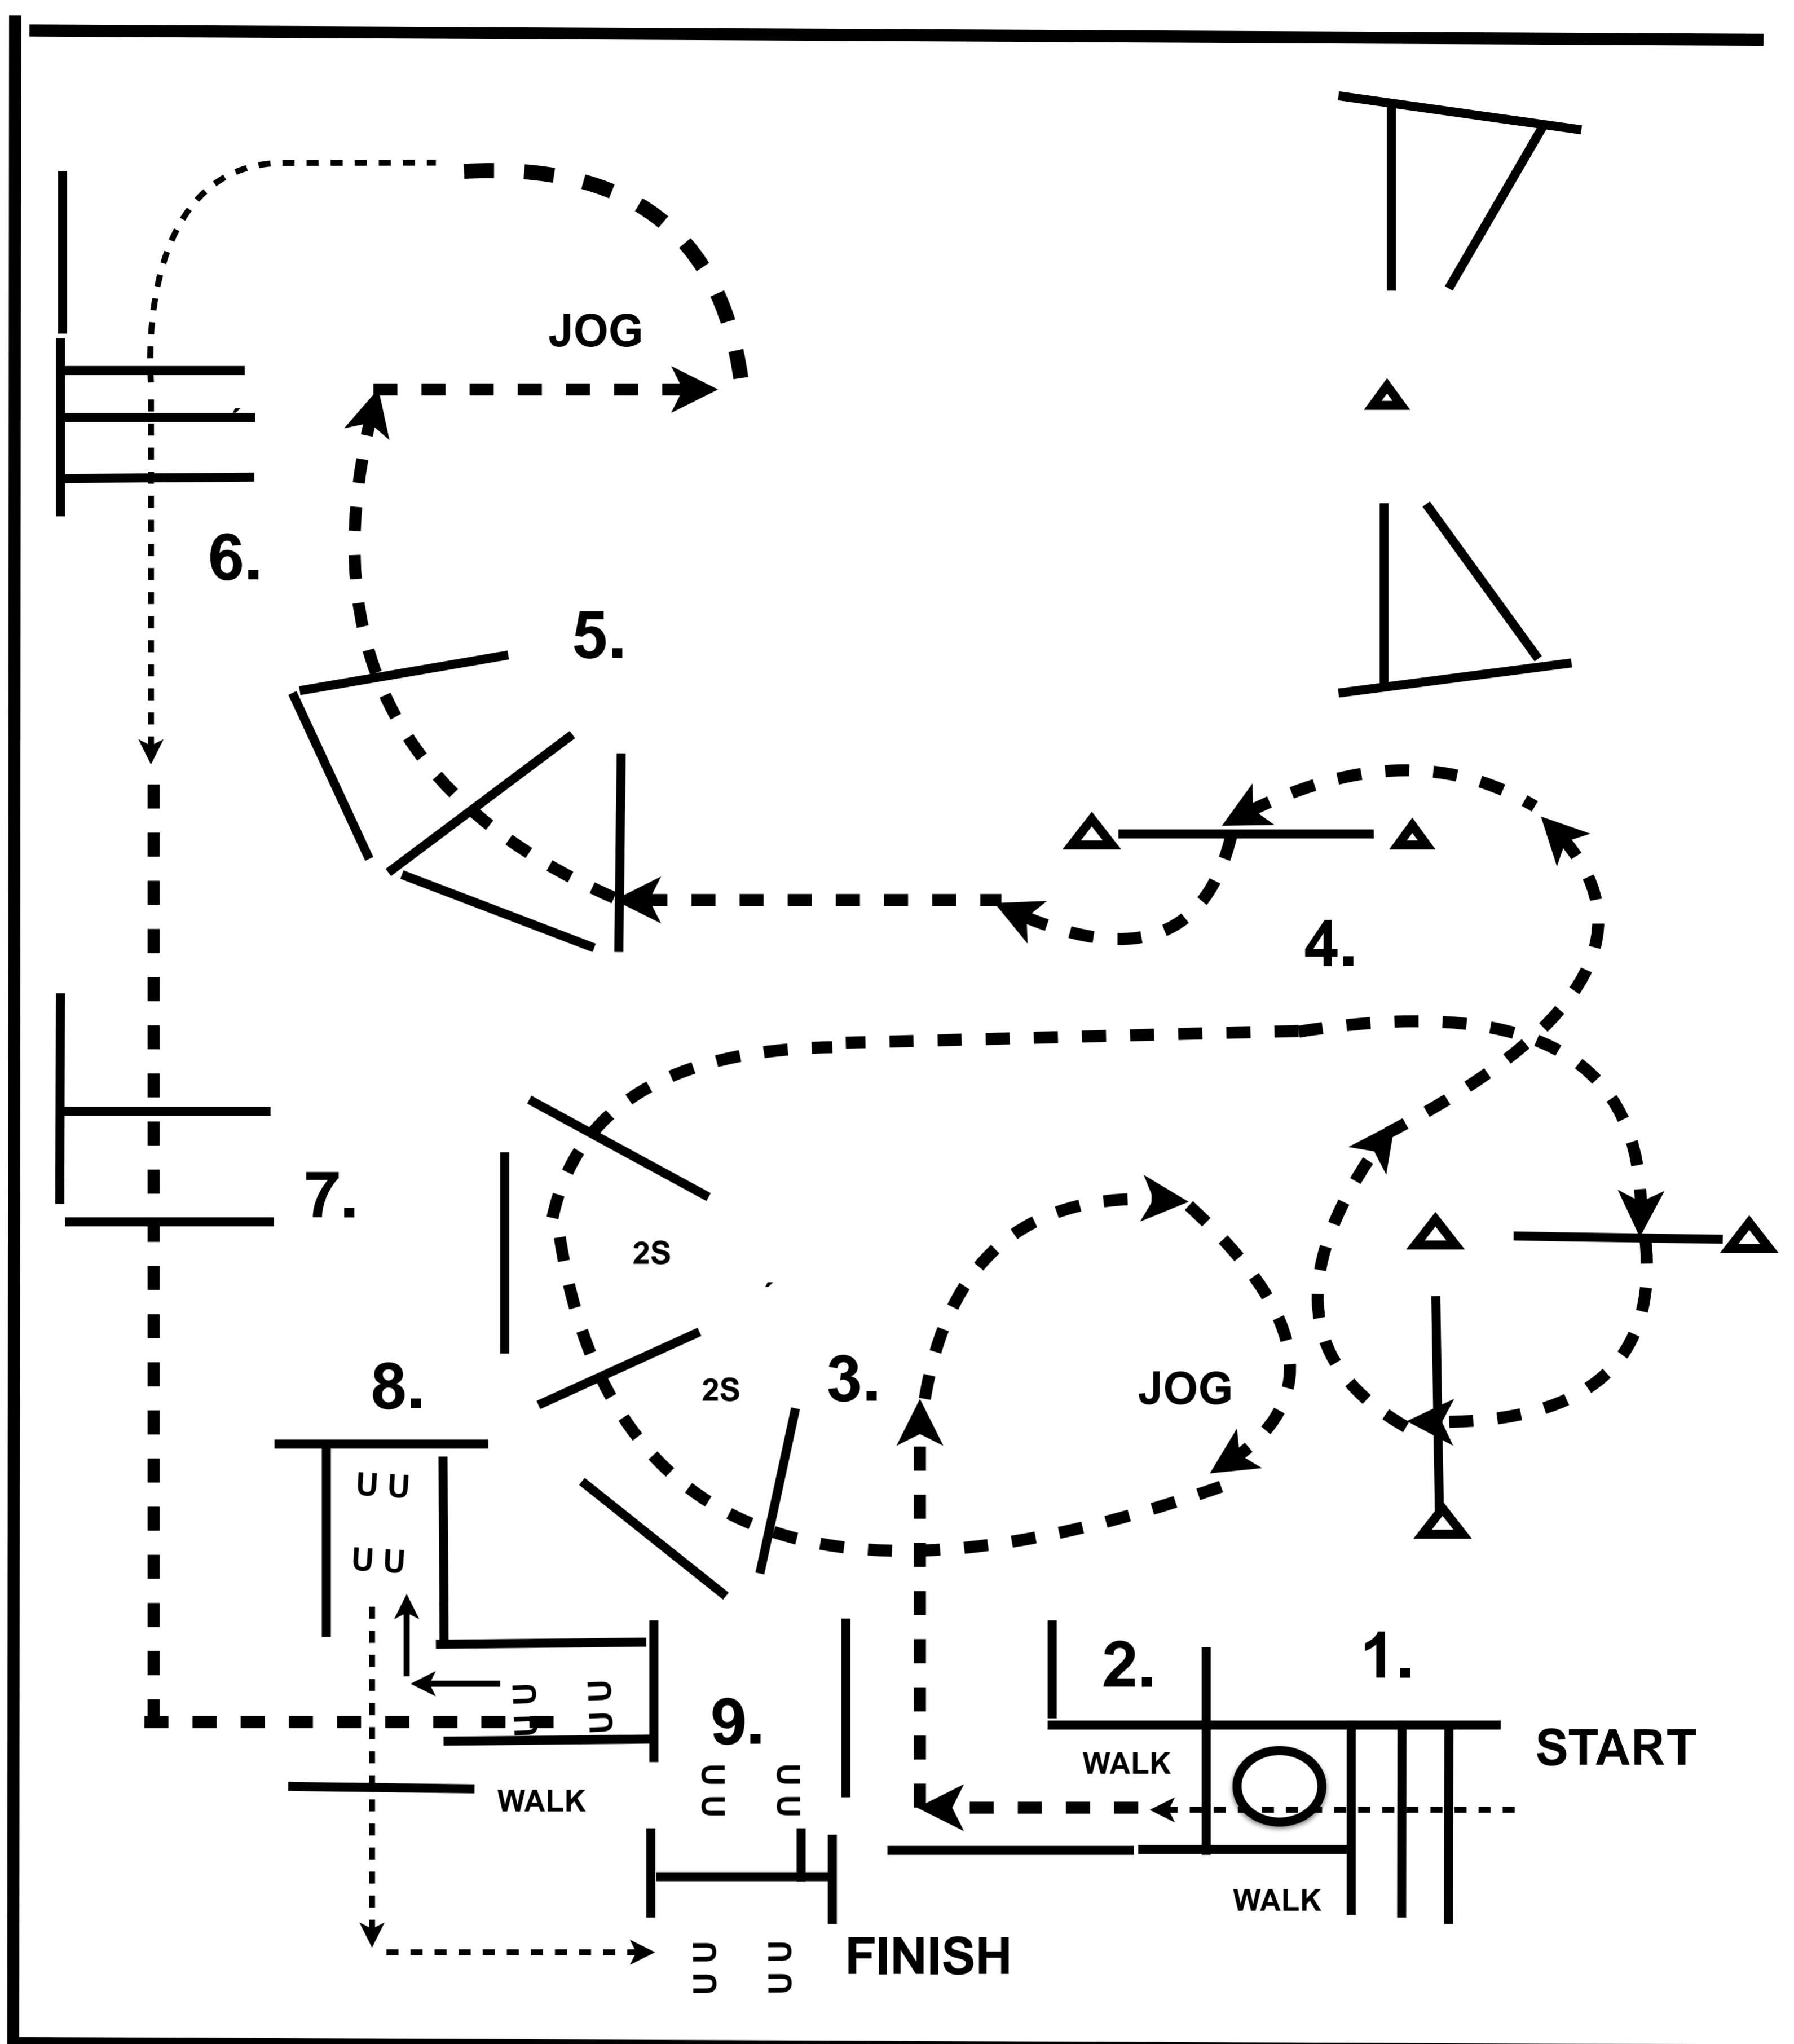 JOG
6.
5.
4.
7.
2S
8.
2S
3.
JOG
U U
U U
2.
1.
9.
START
WALK
WALK
WALK
FINISH